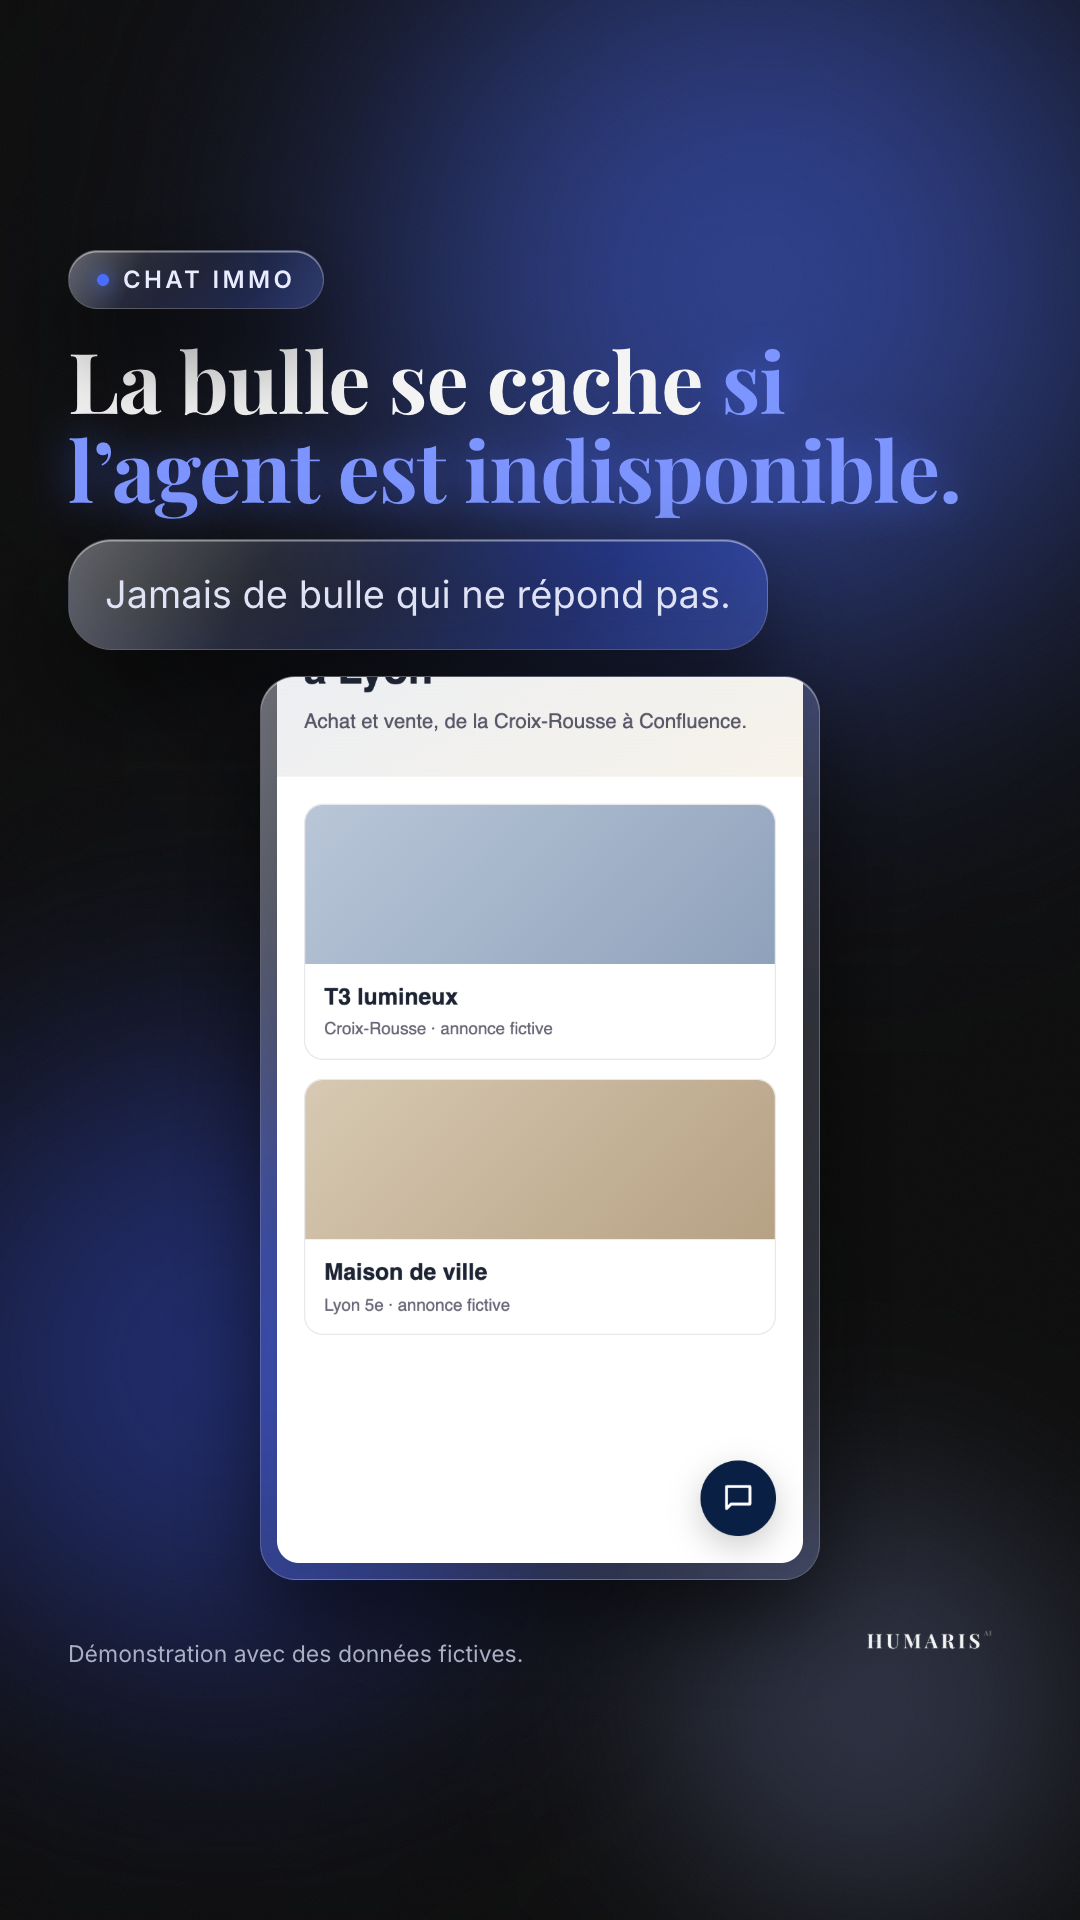 CHAT IMMO
La bulle se cache si
l’agent est indisponible.
Jamais de bulle qui ne répond pas.
à Lyon
Achat et vente, de la Croix-Rousse à Confluence.
T3 lumineux
Croix-Rousse · annonce fictive
Maison de ville
Lyon 5e · annonce fictive
Démonstration avec des données fictives.
HUMARIS AI